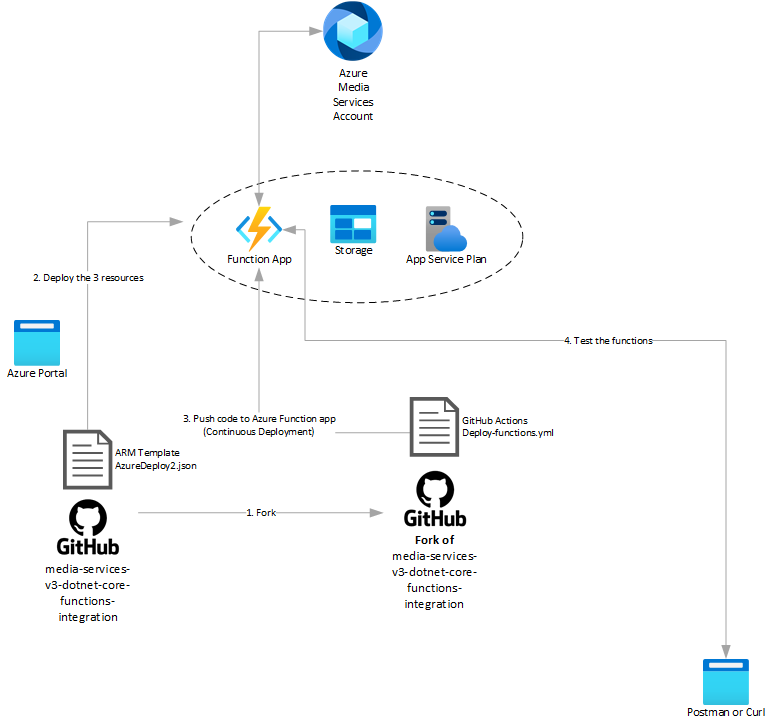 Azure
Media
Services
Account
Function App
Storage
App Service Plan
2. Deploy the 3 resources
Azure Portal
4. Test the functions
3. Push code to Azure Function app
(Continuous Deployment)
GitHub Actions
Deploy-functions.yml
ARM Template
AzureDeploy2.json
1. Fork
GitHub
media-services-
v3-dotnet-core-
functions-
integration
GitHub
Fork of
media-services-
v3-dotnet-core-
functions-
integration
Postman or Curl